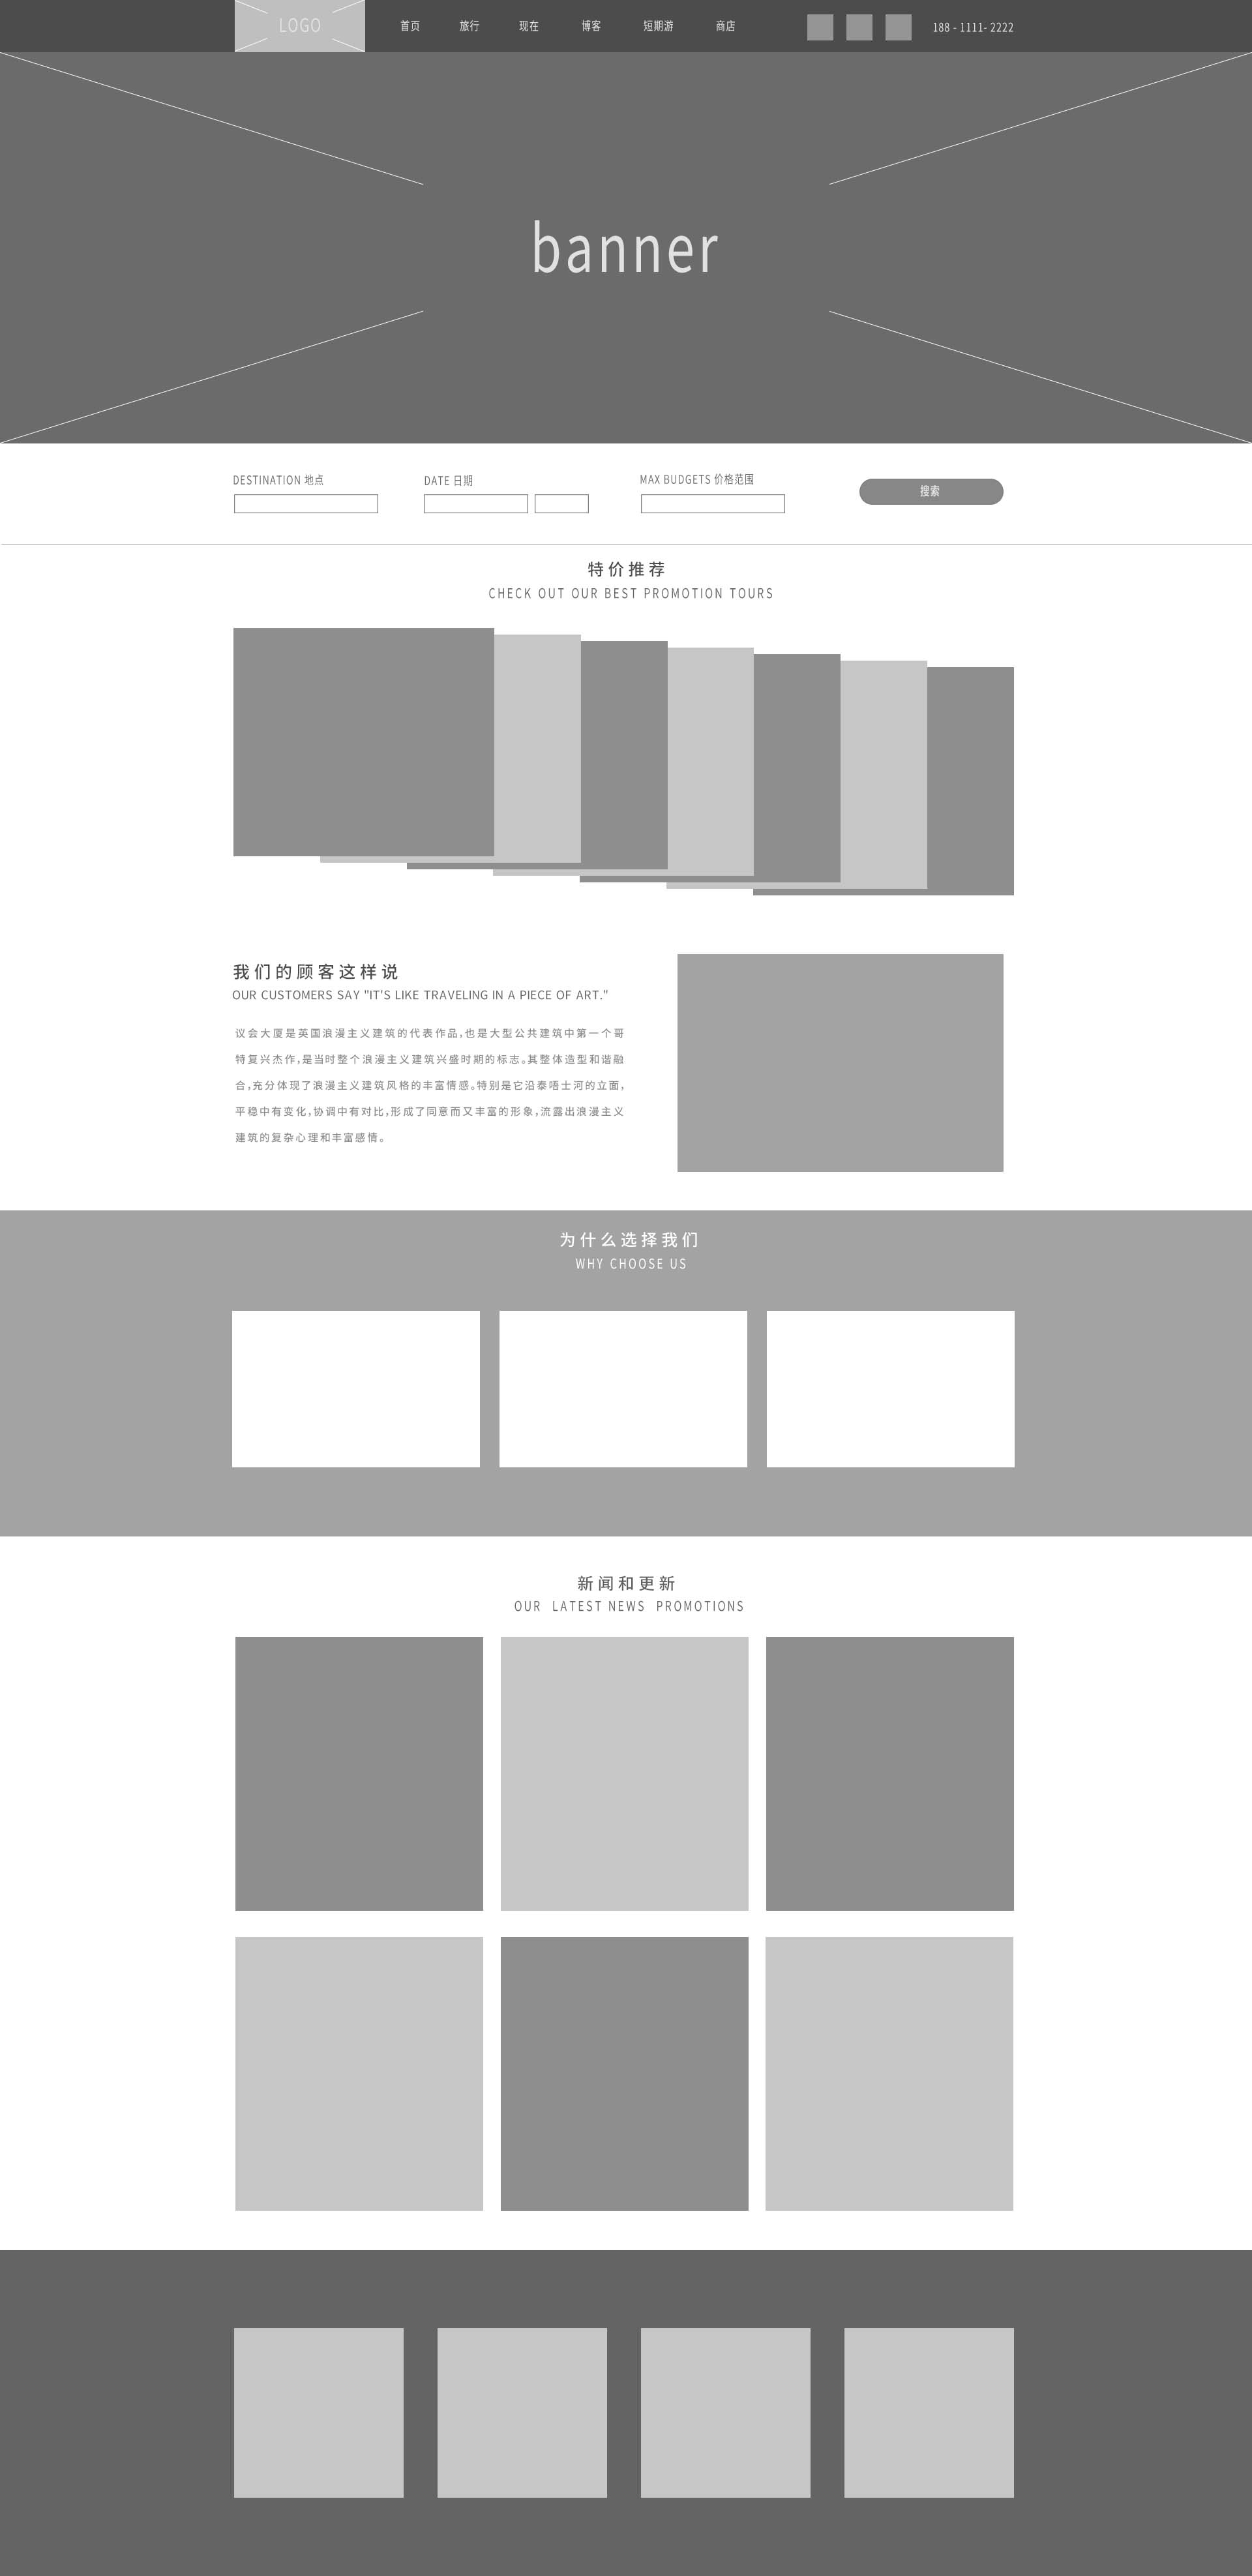 LOGO 首页 旅行 现在 博客 短期游 商店 188 - 1111- 2222
banner
DESTINATION 地点 DATE 日期 MAX BUDGETS 价格范围 搜索
特价推荐
CHECK OUT OUR BEST PROMOTION TOURS
我们的顾客这样说
OUR CUSTOMERS SAY "IT'S LIKE TRAVELING IN A PIECE OF ART."
议会大厦是英国浪漫主义建筑的代表作品,也是大型公共建筑中第一个哥
特复兴杰作,是当时整个浪漫主义建筑兴盛时期的标志。其整体造型和谐融
合,充分体现了浪漫主义建筑风格的丰富情感。特别是它沿泰晤士河的立面,
平稳中有变化,协调中有对比,形成了同意而又丰富的形象,流露出浪漫主义
建筑的复杂心理和丰富感情。
为什么选择我们
WHY CHOOSE US
新闻和更新
OUR LATEST NEWS PROMOTIONS